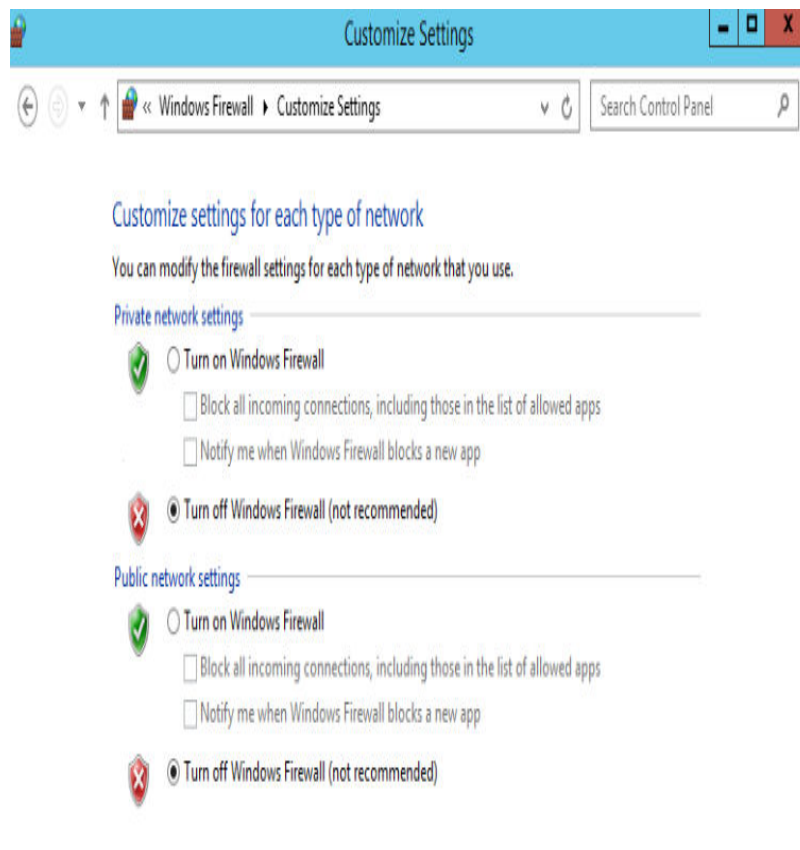 Customize Settings
« Windows Firewall Customize Settings
Search Control Panel
Customize settings for each type of network
You can modify the firewall settings for each type of network that you use.
Private network settings
Turn on Windows Firewall
Block all incoming connections, including those in the list of allowed apps
Notify me when Windows Firewall blocks a new app
Turn off Windows Firewall (not recommended)
Public network settings
Turn on Windows Firewall
Block all incoming connections, including those in the list of allowed apps
Notify me when Windows Firewall blocks a new app
Turn off Windows Firewall (not recommended)